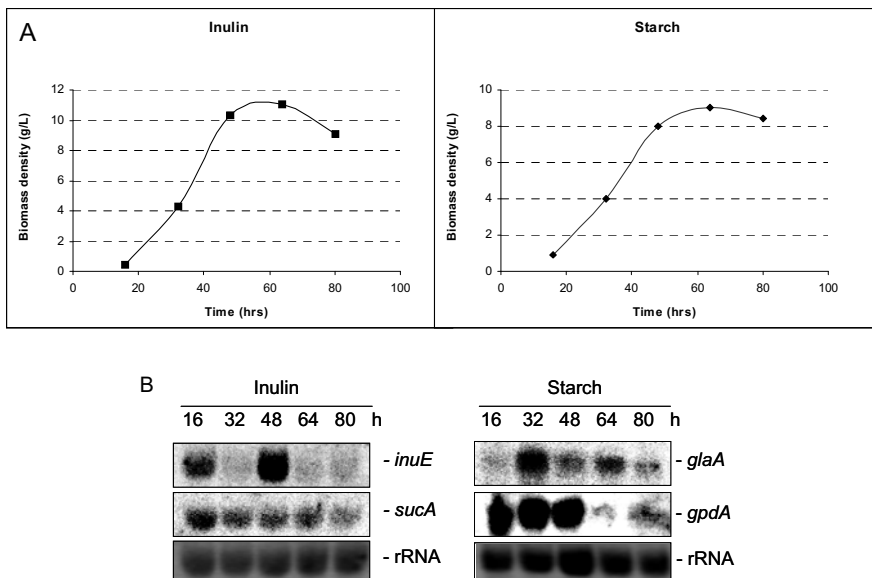 A
Inulin
Biomass density (g/L)
12
10
8
6
4
2
0
0 20 40 60 80 100
Time (hrs)
Starch
Biomass density (g/L)
10
8
6
4
2
0
0 20 40 60 80 100
Time (hrs)
B
Inulin
16 32 48 64 80 h
- inuE
- sucA
- rRNA
Starch
16 32 48 64 80 h
- glaA
- gpdA
- rRNA